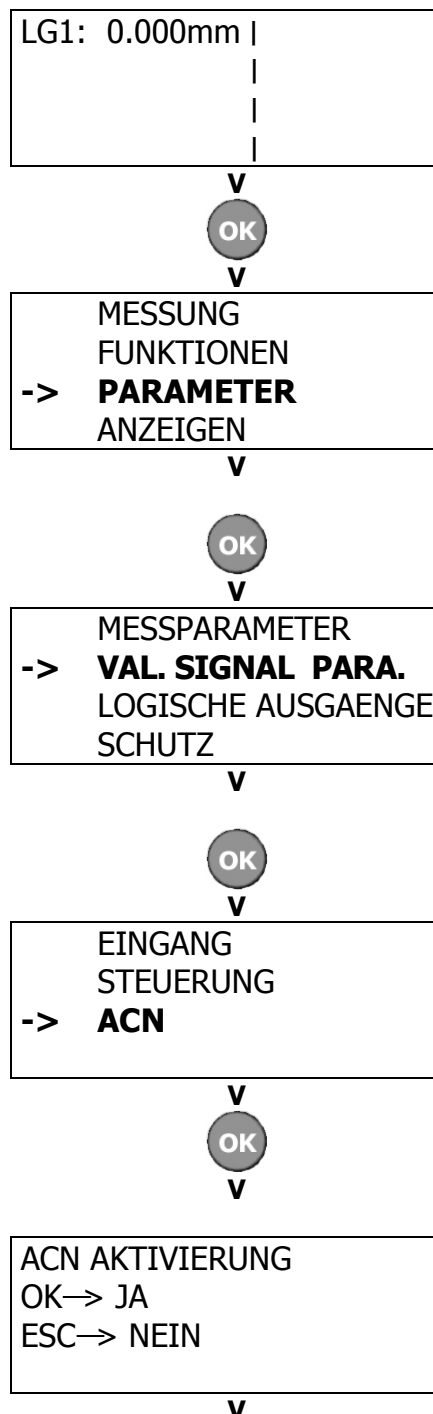 LG1:  0.000mm |
|
|
|
v
OK
v
MESSUNG
FUNKTIONEN
-> PARAMETER
ANZEIGEN
v
OK
v
MESSPARAMETER
-> VAL. SIGNAL  PARA.
LOGISCHE AUSGAENGE
SCHUTZ
v
OK
v
EINGANG
STEUERUNG
-> ACN
v
OK
v
ACN AKTIVIERUNG
OK—> JA
ESC—> NEIN
v